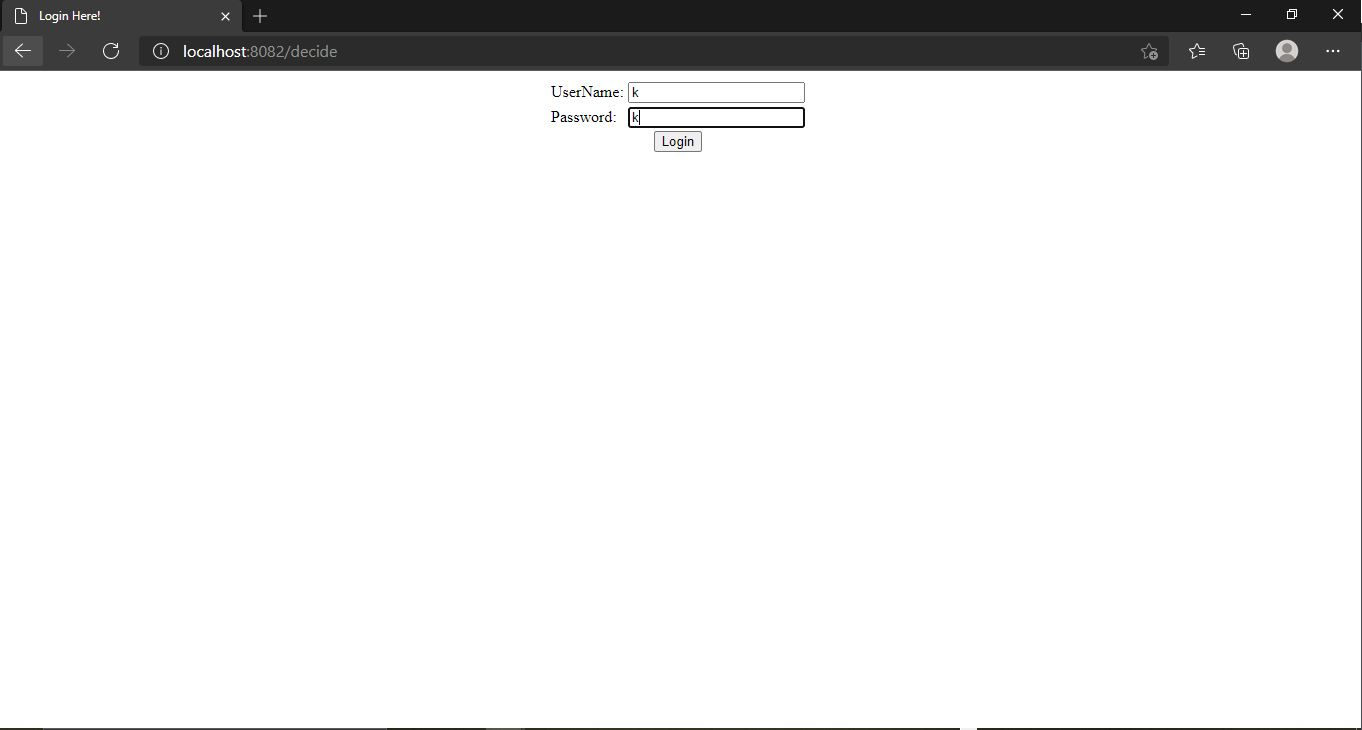 Login Here!
localhost:8082/decide
UserName: k
Password: k
Login